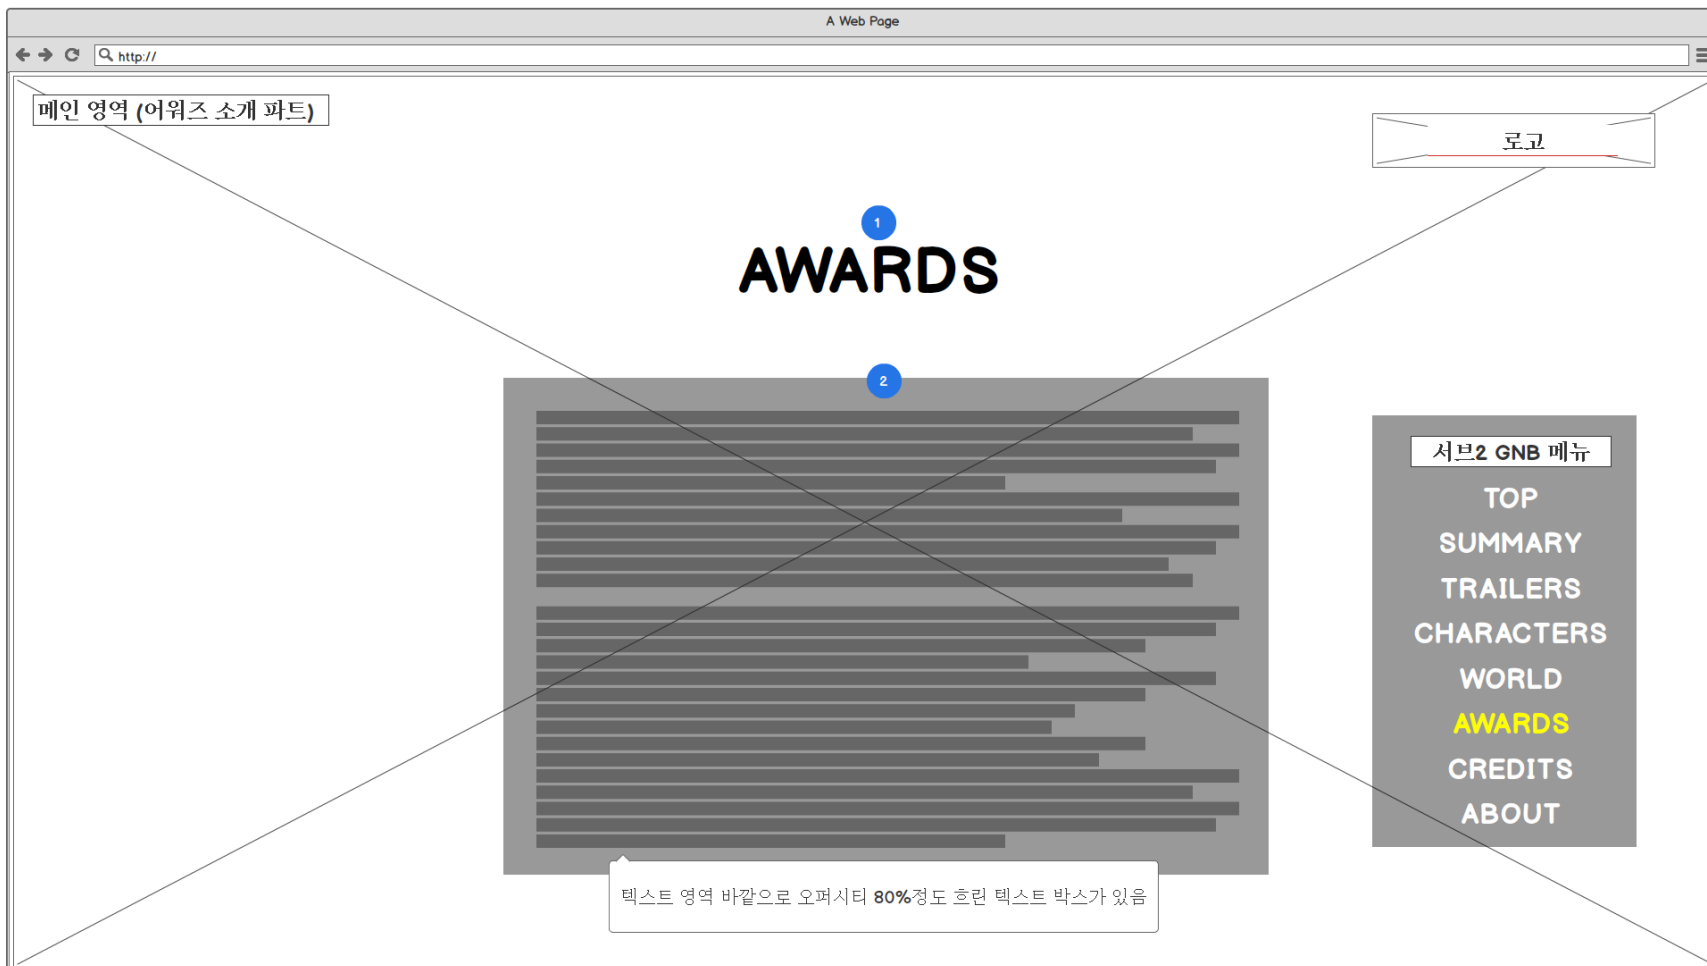 A Web Page
http://
메인 영역 (어워즈 소개 파트)
로고
1
AWARDS
2
서브2 GNB 메뉴
TOP
SUMMARY
TRAILERS
CHARACTERS
WORLD
AWARDS
CREDITS
ABOUT
텍스트 영역 바깥으로 오퍼시티 80%정도 흐린 텍스트 박스가 있음